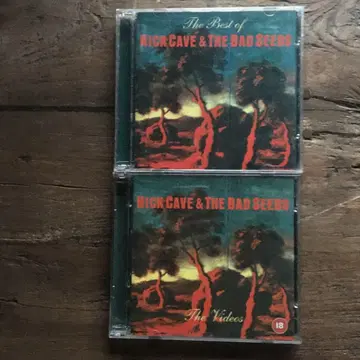 The Best of
NICK CAVE & THE BAD SEEDS
NICK CAVE & THE BAD SEEDS
The Videos
18